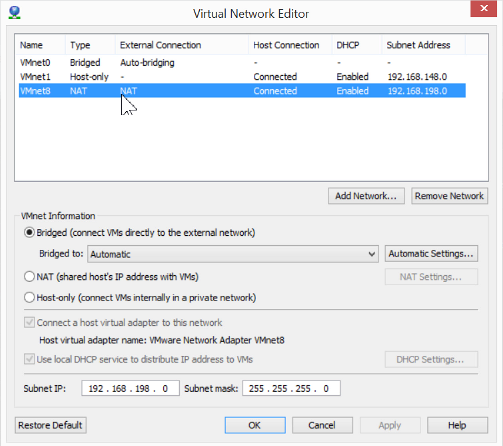 Virtual Network Editor
Name Type External Connection Host Connection DHCP Subnet Address
VMnet0 Bridged Auto-bridging - - -
VMnet1 Host-only - Connected Enabled 192.168.148.0
VMnet8 NAT NAT Connected Enabled 192.168.198.0
Add Network... Remove Network
VMnet Information
Bridged (connect VMs directly to the external network)
Bridged to: Automatic Automatic Settings...
NAT (shared host's IP address with VMs) NAT Settings...
Host-only (connect VMs internally in a private network)
Connect a host virtual adapter to this network
Host virtual adapter name: VMware Network Adapter VMnet8
Use local DHCP service to distribute IP address to VMs DHCP Settings...
Subnet IP: 192 . 168 . 198 . 0 Subnet mask: 255 . 255 . 255 . 0
Restore Default OK Cancel Apply Help